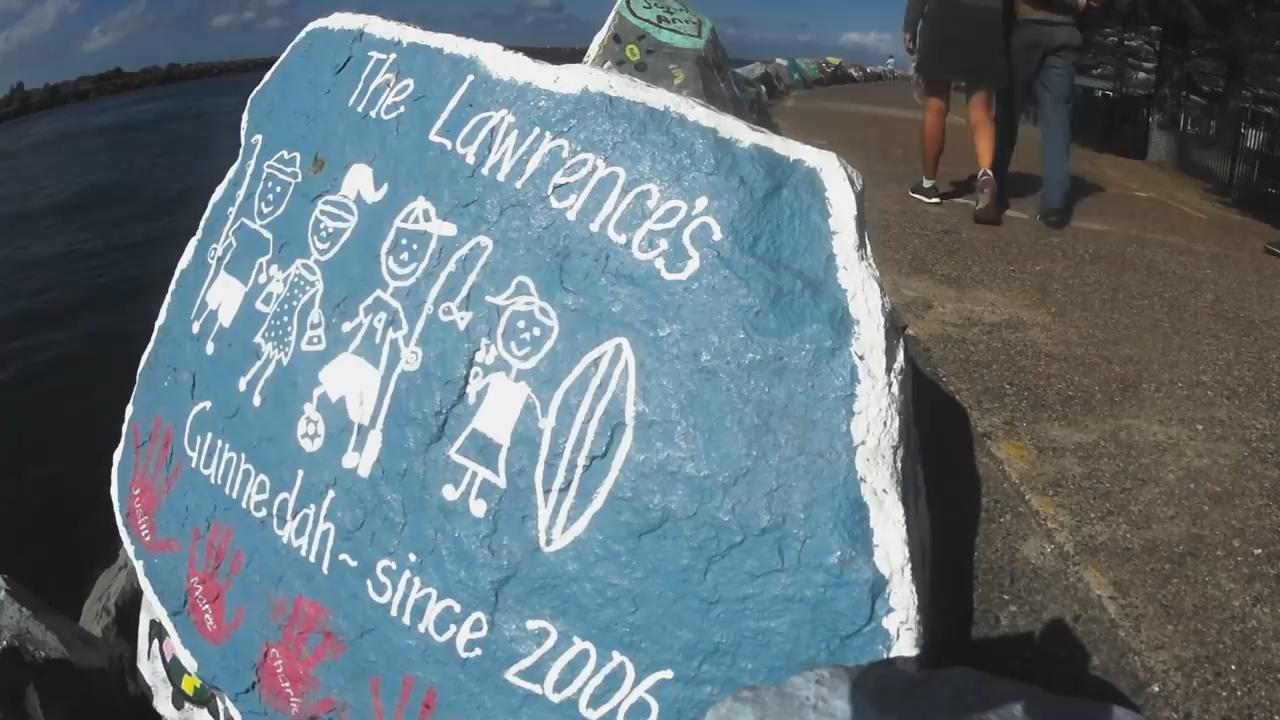 The Lawrence's
Gunnedah ~ since 2006
Justin
Maree
Charlie